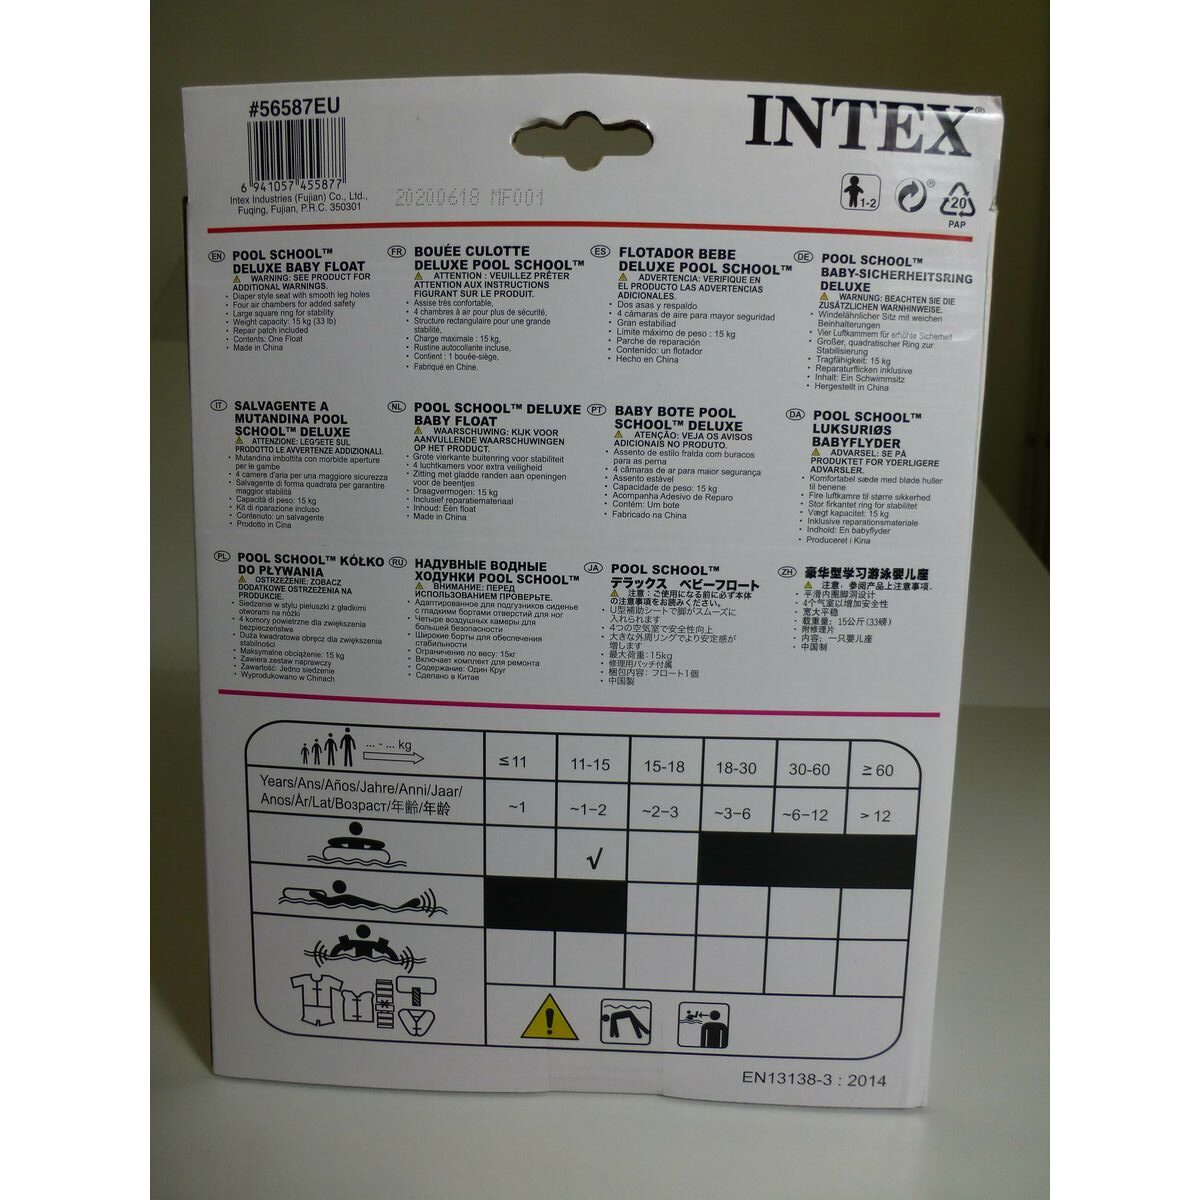 #56587EU
INTEX®
6 941057 455877
Intex Industries (Fujian) Co., Ltd.,
Fuqing, Fujian, P.R.C. 350301
20200618 MF001
1-2
®
20
PAP
EN
POOL SCHOOL™
DELUXE BABY FLOAT
WARNING: SEE PRODUCT FOR
ADDITIONAL WARNINGS.
• Diaper style seat with smooth leg holes
• Four air chambers for added safety
• Large square ring for stability
• Weight capacity: 15 kg (33 lb)
• Repair patch included
• Contents: One Float
• Made in China
FR
BOUÉE CULOTTE
DELUXE POOL SCHOOL™
ATTENTION : VEUILLEZ PRÊTER
ATTENTION AUX INSTRUCTIONS
FIGURANT SUR LE PRODUIT.
• Assise très confortable,
• 4 chambres à air pour plus de sécurité,
• Structure rectangulaire pour une grande
stabilité,
• Charge maximale : 15 kg,
• Rustine autocollante incluse,
• Contient : 1 bouée-siège,
• Fabriqué en Chine.
ES
FLOTADOR BEBE
DELUXE POOL SCHOOL™
ADVERTENCIA: VERIFIQUE EN
EL PRODUCTO LAS ADVERTENCIAS
ADICIONALES.
• Dos asas y respaldo
• 4 cámaras de aire para mayor seguridad
• Gran estabiliad
• Limite máximo de peso : 15 kg
• Parche de reparación
• Contenido: un flotador
• Hecho en China
DE
POOL SCHOOL™
BABY-SICHERHEITSRING
DELUXE
WARNUNG: BEACHTEN SIE DIE
ZUSÄTZLICHEN WARNHINWEISE.
• Windelähnlicher Sitz mit weichen
Beinhalterungen
• Vier Luftkammern für erhöhte Sicherheit
• Großer, quadratischer Ring zur
Stabilisierung
• Tragfähigkeit: 15 kg
• Reparaturflicken inklusive
• Inhalt: Ein Schwimmsitz
• Hergestellt in China
IT
SALVAGENTE A
MUTANDINA POOL
SCHOOL™ DELUXE
ATTENZIONE: LEGGETE SUL
PRODOTTO LE AVVERTENZE ADDIZIONALI.
• Mutandina imbottita con morbide aperture
per le gambe
• 4 camere d'aria per una maggiore sicurezza
• Salvagente di forma quadrata per garantire
maggior stabilità
• Capacità di peso: 15 kg
• Kit di riparazione incluso
• Contenuto: un salvagente
• Prodotto in Cina
NL
POOL SCHOOL™ DELUXE
BABY FLOAT
WAARSCHUWING: KIJK VOOR
AANVULLENDE WAARSCHUWINGEN
OP HET PRODUCT.
• Grote vierkante buitenring voor stabiliteit
• 4 luchtkamers voor extra veiligheid
• Zitting met gladde randen aan openingen
voor de beentjes
• Draagvermogen: 15 kg
• Inclusief reparatiemateriaal
• Inhoud: Eén float
• Made in China
PT
BABY BOTE POOL
SCHOOL™ DELUXE
ATENÇÃO: VEJA OS AVISOS
ADICIONAIS NO PRODUTO.
• Assento de estilo fralda com buracos
para as perna
• 4 câmaras de ar para maior segurança
• Assento estável
• Capacidade de peso: 15 kg
• Acompanha Adesivo de Reparo
• Contém: Um bote
• Fabricado na China
DA
POOL SCHOOL™
LUKSURIØS
BABYFLYDER
ADVARSEL: SE PÅ
PRODUKTET FOR YDERLIGERE
ADVARSLER.
• Komfortabel sæde med bløde huller
til benene
• Fire luftkamre til større sikkerhed
• Stor firkantet ring for stabilitet
• Vægt kapacitet: 15 kg
• Inklusive reparationsmateriale
• Indhold: En babyflyder
• Produceret i Kina
PL
POOL SCHOOL™ KÓŁKO
DO PŁYWANIA
OSTRZEŻENIE: ZOBACZ
DODATKOWE OSTRZEŻENIA NA
PRODUKCIE.
• Siedzenie w stylu pieluszki z gładkimi
otworami na nóżki
• 4 komory powietrzne dla zwiększenia
bezpieczeństwa
• Duża kwadratowa obręcz dla zwiększenia
stabilności
• Maksymalne obciążenie: 15 kg
• Zawiera zestaw naprawczy
• Zawartość: Jedno siedzenie
• Wyprodukowano w Chinach
RU
НАДУВНЫЕ ВОДНЫЕ
ХОДУНКИ POOL SCHOOL™
ВНИМАНИЕ: ПЕРЕД
ИСПОЛЬЗОВАНИЕМ ПРОВЕРЬТЕ.
• Адаптированное для подгузников сиденье
с гладкими бортами отверстий для ног
• Четыре воздушных камеры для
большей безопасности
• Широкие борты для обеспечения
стабильности
• Ограничение по весу: 15кг
• Включает комплект для ремонта
• Содержание: Один Круг
• Сделано в Китае
JA
POOL SCHOOL™
デラックス ベビーフロート
注意：ご使用になる前に必ず本体
の注意事項をお読みください。
• U型補助シートで脚がスムーズに
入れられます
• 4つの空気室で安全性向上
• 大きな外周リングでより安定感が
増します
• 最大荷重：15kg
• 修理用パッチ付属
• 梱包内容：フロート1個
• 中国製
ZH
豪华型学习游泳婴儿座
注意：参阅产品上注意事项。
• 平滑内圈脚洞设计
• 4个气室以增加安全性
• 宽大平稳
• 载重量：15公斤(33磅)
• 附修理片
• 内容：一只婴儿座
• 中国制
... - ... kg
≤11 11-15 15-18 18-30 30-60 ≥60
Years/Ans/Años/Jahre/Anni/Jaar/
Anos/År/Lat/Возраст/年齢/年龄
~1 ~1–2 ~2–3 ~3–6 ~6–12 > 12
√
EN13138-3 : 2014